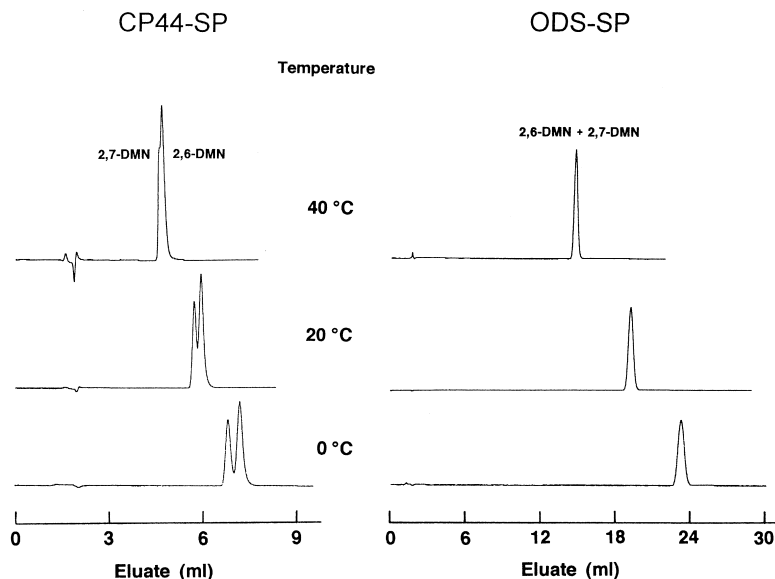 CP44-SP
ODS-SP
Temperature
2,7-DMN 2,6-DMN
2,6-DMN + 2,7-DMN
40 °C
20 °C
0 °C
0 3 6 9
Eluate (ml)
0 6 12 18 24 30
Eluate (ml)